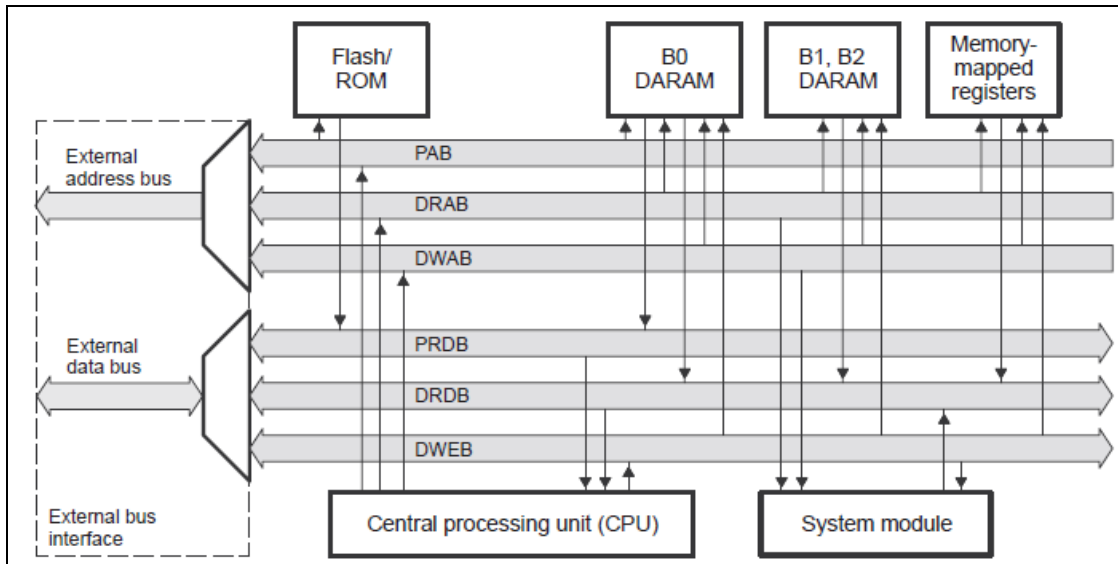 Flash/
ROM
B0
DARAM
B1, B2
DARAM
Memory-
mapped
registers
External
address bus
PAB
DRAB
DWAB
External
data bus
PRDB
DRDB
DWEB
External bus
interface
Central processing unit (CPU)
System module